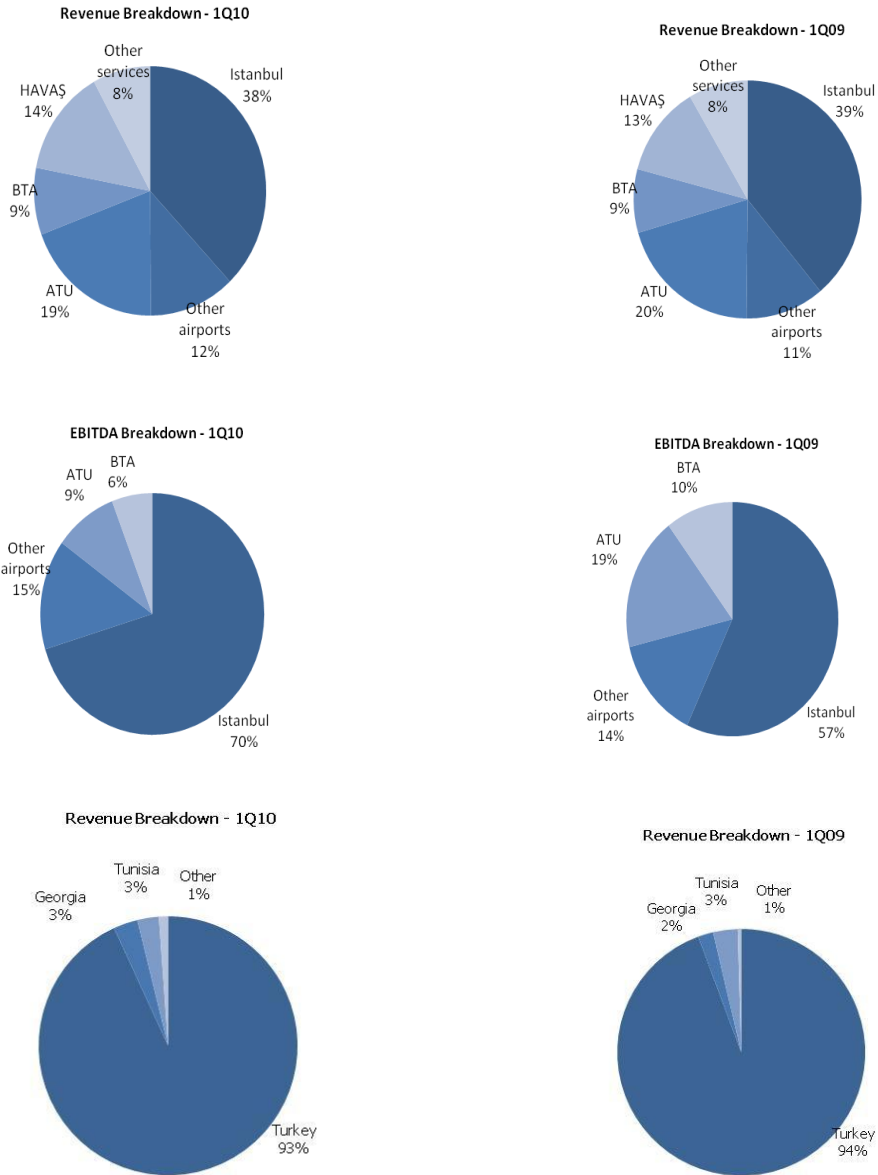 Revenue Breakdown - 1Q10
Other
services
8%
Istanbul
38%
HAVAŞ
14%
BTA
9%
ATU
19%
Other
airports
12%
Revenue Breakdown - 1Q09
Other
services
8%
Istanbul
39%
HAVAŞ
13%
BTA
9%
ATU
20%
Other
airports
11%
EBITDA Breakdown - 1Q10
BTA
6%
ATU
9%
Other
airports
15%
Istanbul
70%
EBITDA Breakdown - 1Q09
BTA
10%
ATU
19%
Other
airports
14%
Istanbul
57%
Revenue Breakdown - 1Q10
Tunisia
3%
Other
1%
Georgia
3%
Turkey
93%
Revenue Breakdown - 1Q09
Tunisia
3%
Other
1%
Georgia
2%
Turkey
94%